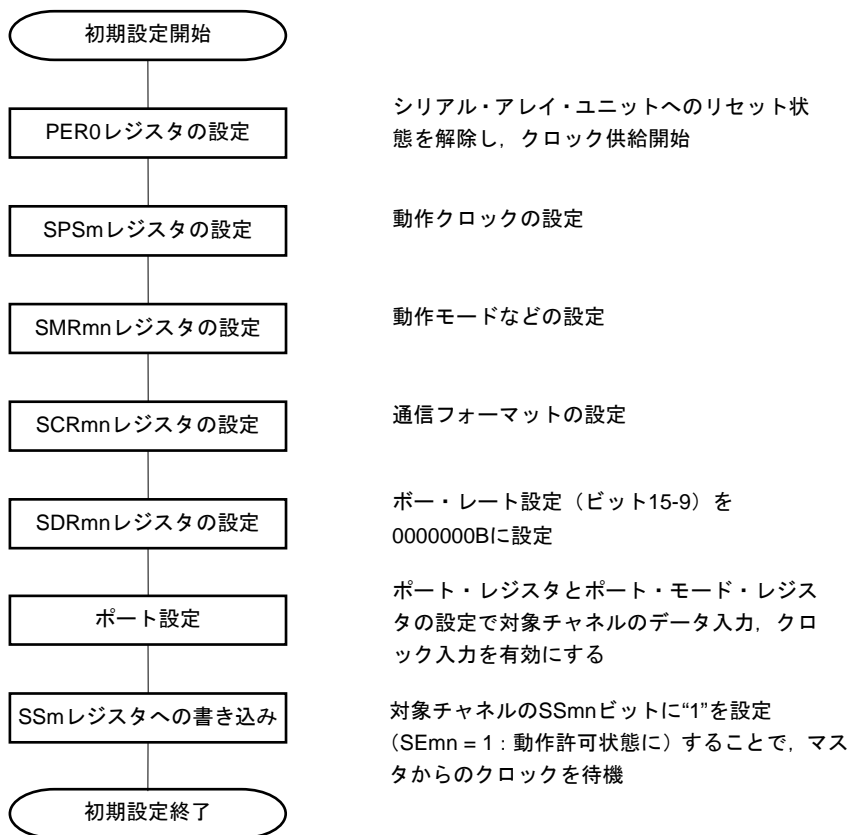 初期設定開始
PER0レジスタの設定
シリアル・アレイ・ユニットへのリセット状
態を解除し,クロック供給開始
SPSmレジスタの設定
動作クロックの設定
SMRmnレジスタの設定
動作モードなどの設定
SCRmnレジスタの設定
通信フォーマットの設定
SDRmnレジスタの設定
ボー・レート設定(ビット15-9)を
0000000Bに設定
ポート設定
ポート・レジスタとポート・モード・レジス
タの設定で対象チャネルのデータ入力,クロ
ック入力を有効にする
SSmレジスタへの書き込み
対象チャネルのSSmnビットに“1”を設定
(SEmn = 1:動作許可状態に)することで,マス
タからのクロックを待機
初期設定終了